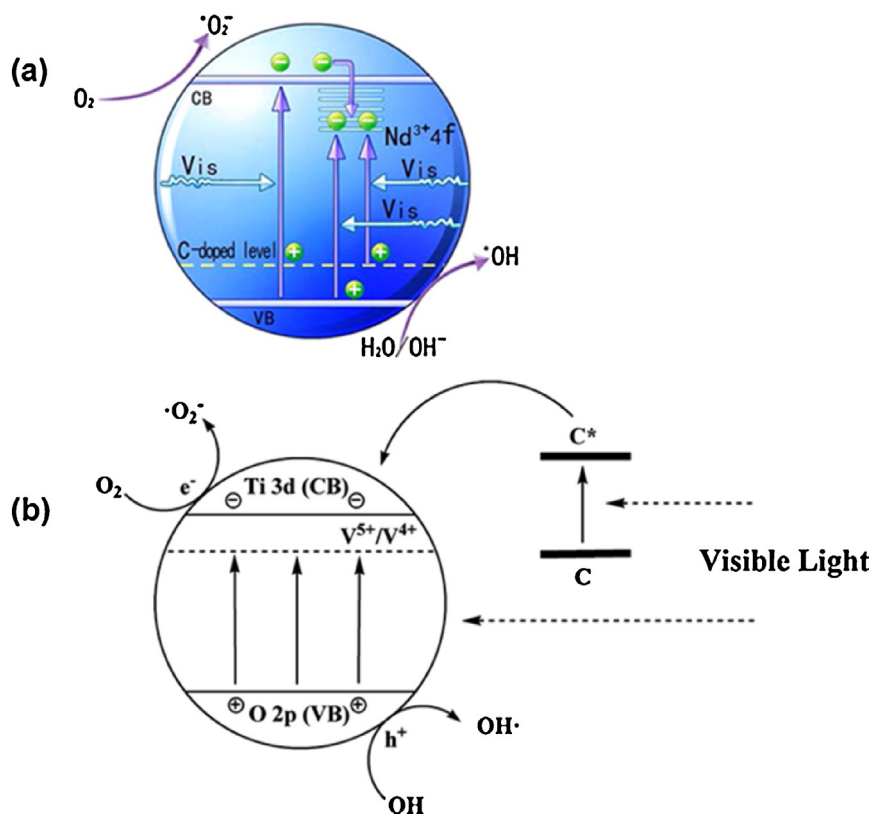 (a)
·O₂⁻
O₂
CB
Nd³⁺4f
Vis
Vis
Vis
C-doped level
·OH
VB
H₂O/OH⁻
(b)
·O₂⁻
O₂
e⁻
Ti 3d (CB)
V⁵⁺/V⁴⁺
C*
C
Visible Light
O 2p (VB)
h⁺
OH·
OH